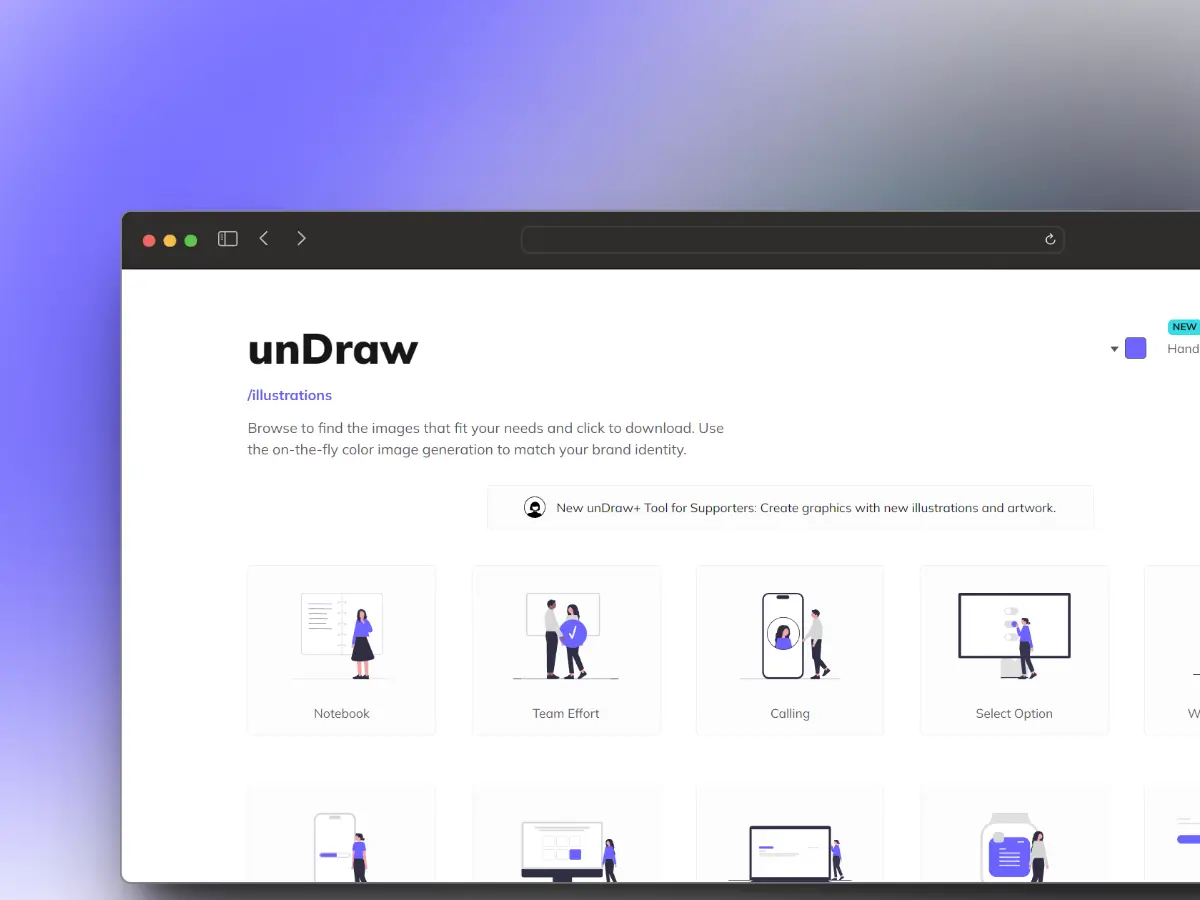 unDraw
NEW
Hand
/illustrations
Browse to find the images that fit your needs and click to download. Use
the on-the-fly color image generation to match your brand identity.
New unDraw+ Tool for Supporters: Create graphics with new illustrations and artwork.
Notebook
Team Effort
Calling
Select Option
W